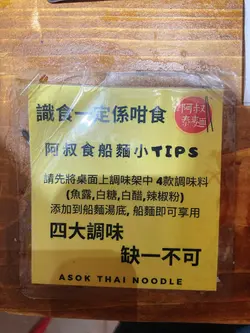 識食一定係咁食
阿叔
泰麵
阿叔食船麵小TIPS
請先將桌面上調味架中 4款調味料
(魚露,白糖,白醋,辣椒粉)
添加到船麵湯底, 船麵即可享用
四大調味
缺一不可
ASOK THAI NOODLE